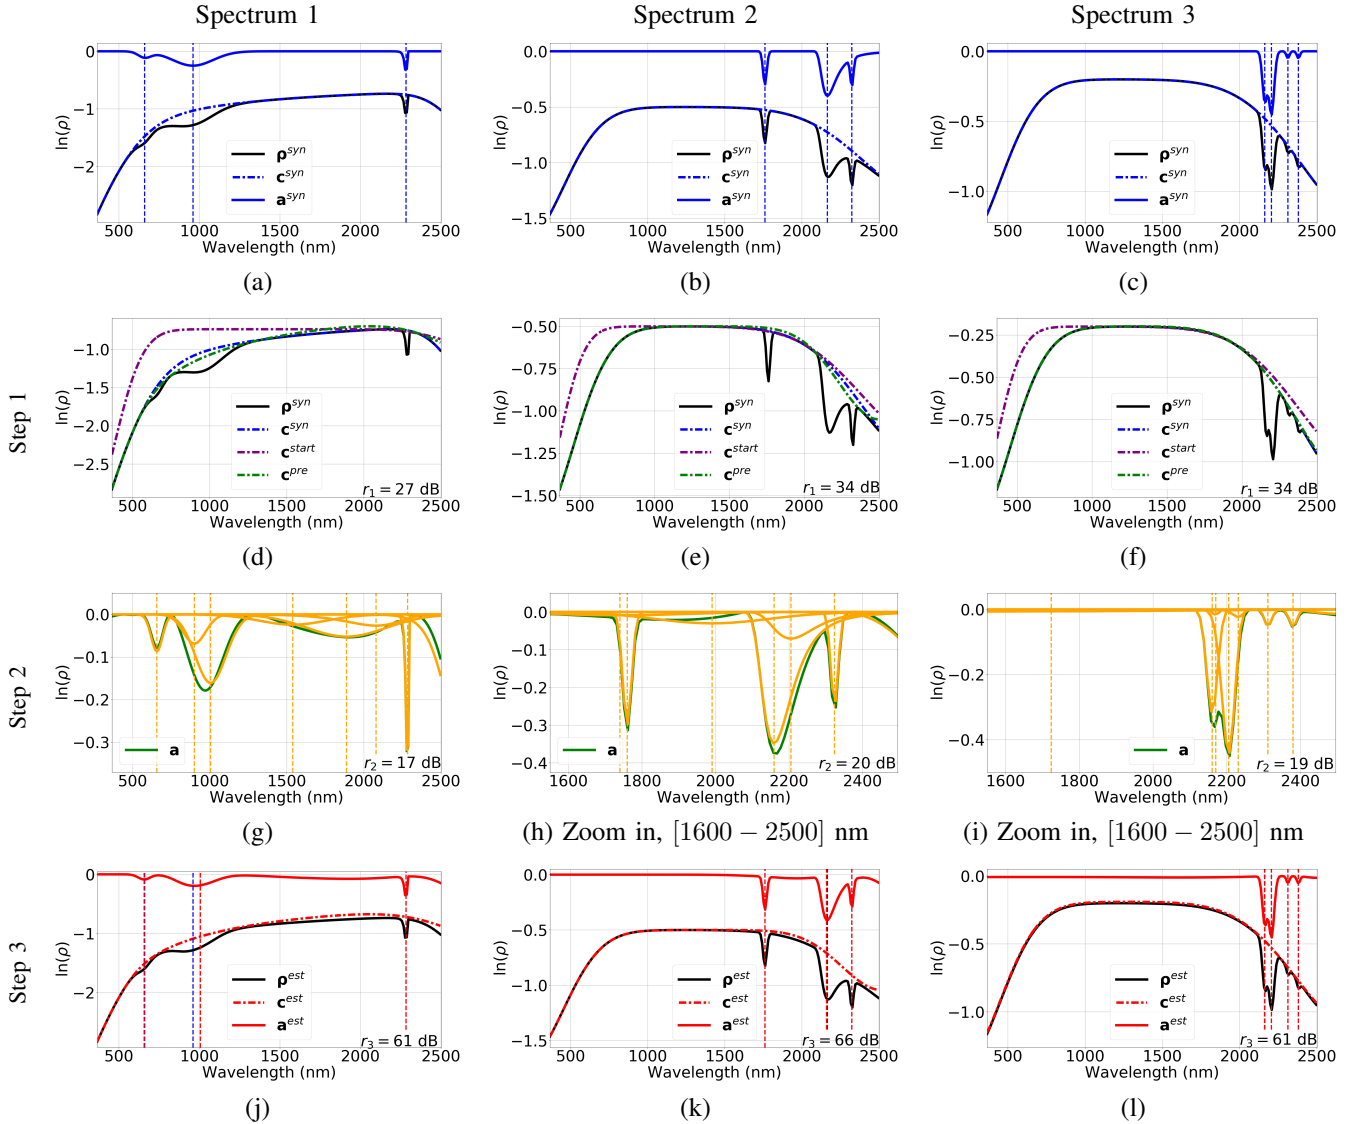 Spectrum 1
Spectrum 2
Spectrum 3
0
−1
−2
ln(ρ)
ρ^syn
c^syn
a^syn
500 1000 1500 2000 2500
Wavelength (nm)
(a)
0.0
−0.5
−1.0
−1.5
ln(ρ)
ρ^syn
c^syn
a^syn
500 1000 1500 2000 2500
Wavelength (nm)
(b)
0.0
−0.5
−1.0
ln(ρ)
ρ^syn
c^syn
a^syn
500 1000 1500 2000 2500
Wavelength (nm)
(c)
Step 1
−1.0
−1.5
−2.0
−2.5
ln(ρ)
ρ^syn
c^syn
c^start
c^pre
r₁ = 27 dB
500 1000 1500 2000 2500
Wavelength (nm)
(d)
−0.50
−0.75
−1.00
−1.25
−1.50
ln(ρ)
ρ^syn
c^syn
c^start
c^pre
r₁ = 34 dB
500 1000 1500 2000 2500
Wavelength (nm)
(e)
−0.25
−0.50
−0.75
−1.00
ln(ρ)
ρ^syn
c^syn
c^start
c^pre
r₁ = 34 dB
500 1000 1500 2000 2500
Wavelength (nm)
(f)
Step 2
0.0
−0.1
−0.2
−0.3
ln(ρ)
a
r₂ = 17 dB
500 1000 1500 2000 2500
Wavelength (nm)
(g)
0.0
−0.1
−0.2
−0.3
−0.4
ln(ρ)
a
r₂ = 20 dB
1600 1800 2000 2200 2400
Wavelength (nm)
(h) Zoom in, [1600 − 2500] nm
0.0
−0.2
−0.4
ln(ρ)
a
r₂ = 19 dB
1600 1800 2000 2200 2400
Wavelength (nm)
(i) Zoom in, [1600 − 2500] nm
Step 3
0
−1
−2
ln(ρ)
ρ^est
c^est
a^est
r₃ = 61 dB
500 1000 1500 2000 2500
Wavelength (nm)
(j)
0.0
−0.5
−1.0
−1.5
ln(ρ)
ρ^est
c^est
a^est
r₃ = 66 dB
500 1000 1500 2000 2500
Wavelength (nm)
(k)
0.0
−0.5
−1.0
ln(ρ)
ρ^est
c^est
a^est
r₃ = 61 dB
500 1000 1500 2000 2500
Wavelength (nm)
(l)